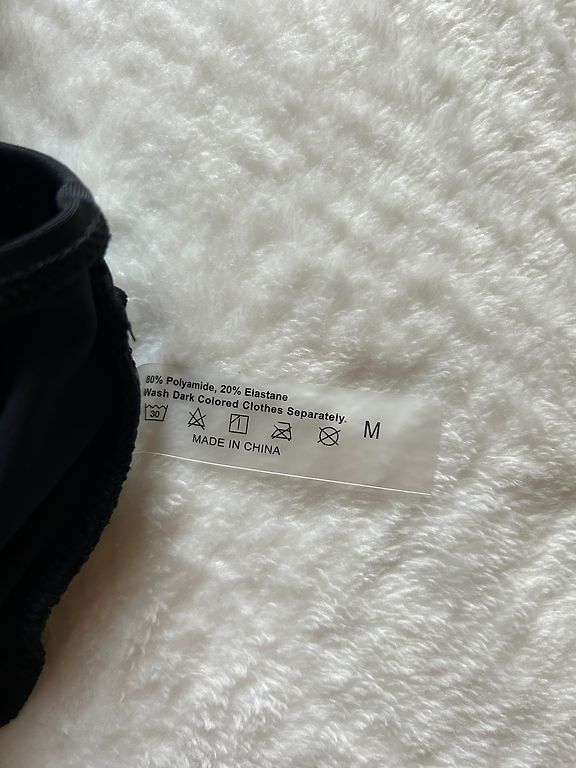 80% Polyamide, 20% Elastane
Wash Dark Colored Clothes Separately.
30
M
MADE IN CHINA